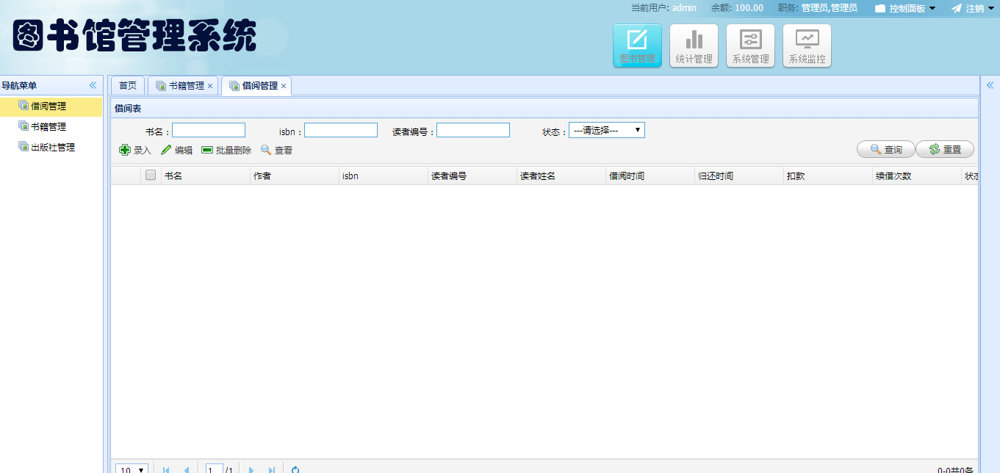 当前用户: admin 余额: 100.00 职务: 管理员,管理员 控制面板 注销
图书馆管理系统
图书管理 统计管理 系统管理 系统监控
导航菜单
借阅管理
书籍管理
出版社管理
首页 书籍管理 借阅管理
借阅表
书名： isbn： 读者编号： 状态： ---请选择---
录入 编辑 批量删除 查看 查询 重置
书名 作者 isbn 读者编号 读者姓名 借阅时间 归还时间 扣款 续借次数 状态
10 1 /1 0-0共0条